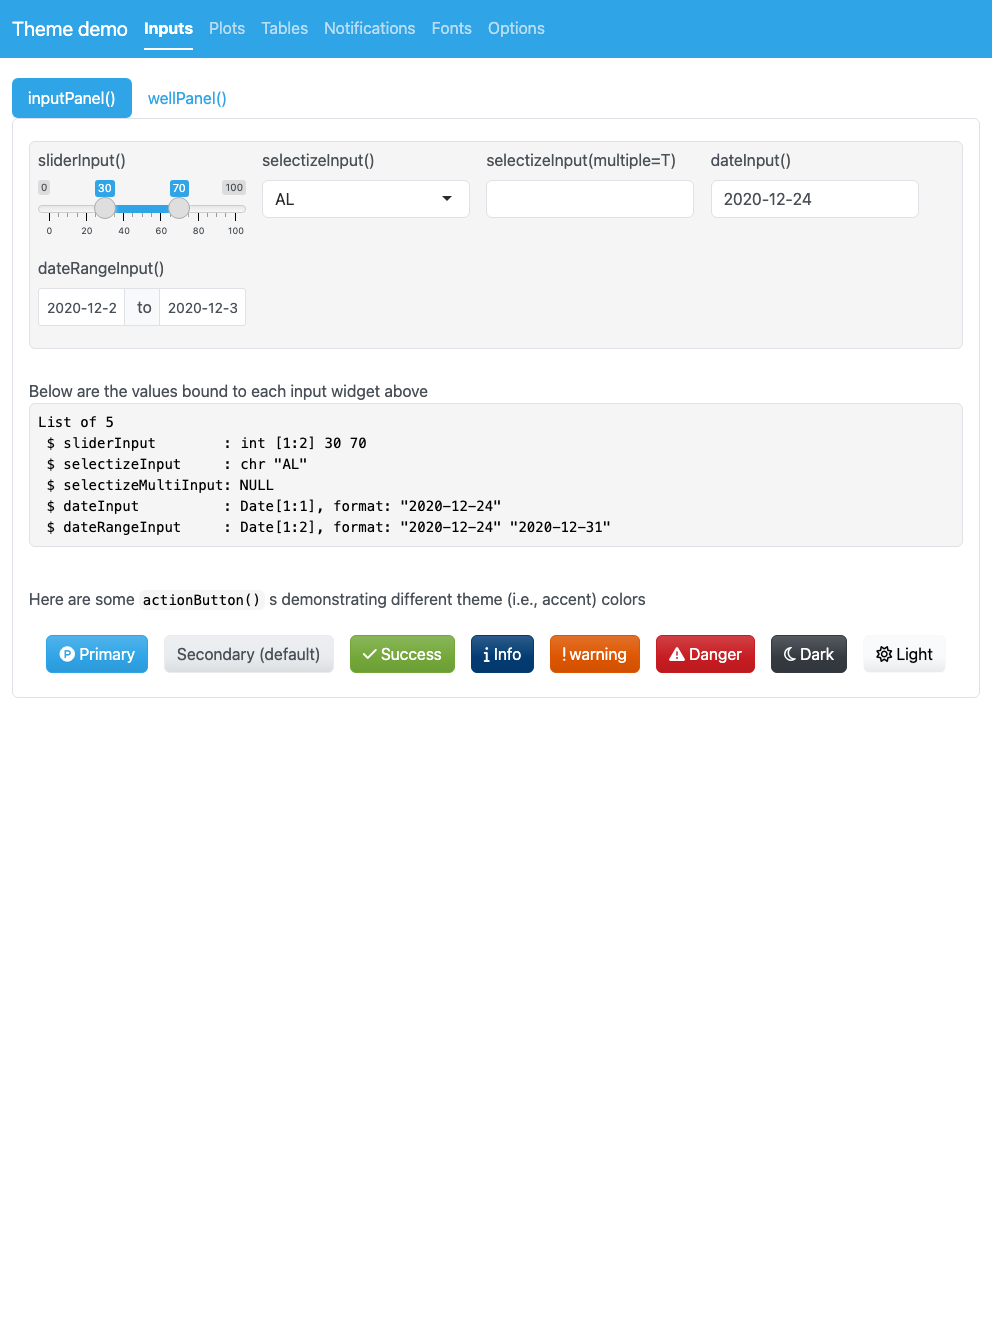 Theme demo Inputs Plots Tables Notifications Fonts Options
inputPanel() wellPanel()
sliderInput() selectizeInput() selectizeInput(multiple=T) dateInput()
0 30 70 100
AL 2020-12-24
0 20 40 60 80 100
dateRangeInput()
2020-12-2 to 2020-12-3
Below are the values bound to each input widget above
List of 5
$ sliderInput : int [1:2] 30 70
$ selectizeInput : chr "AL"
$ selectizeMultiInput: NULL
$ dateInput : Date[1:1], format: "2020-12-24"
$ dateRangeInput : Date[1:2], format: "2020-12-24" "2020-12-31"
Here are some actionButton() s demonstrating different theme (i.e., accent) colors
Primary Secondary (default) Success Info warning Danger Dark Light